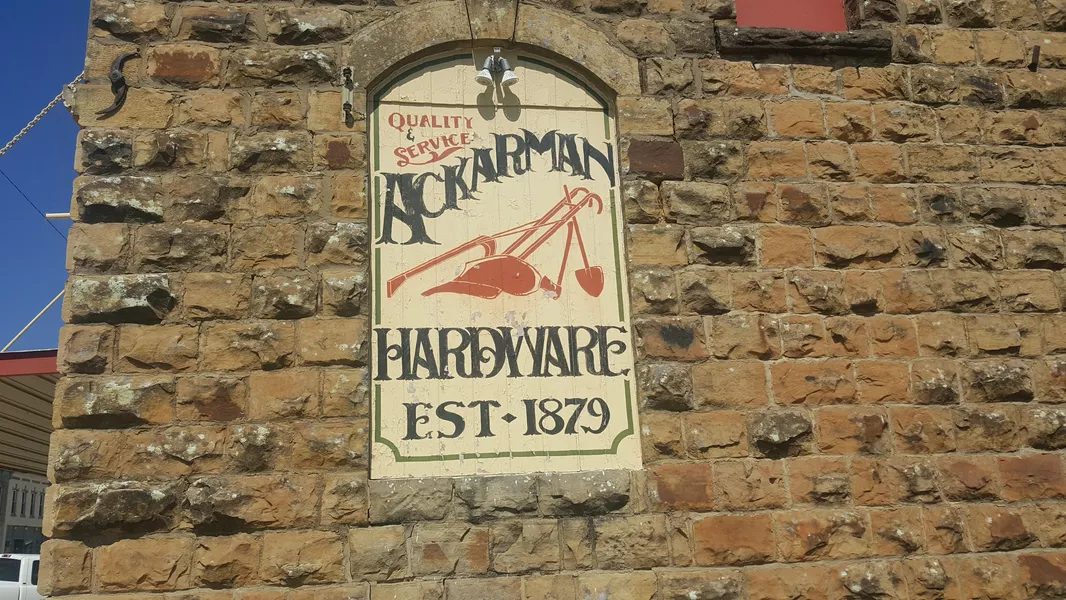 QUALITY
&
SERVICE
ACKARMAN
HARDWARE
EST · 1879